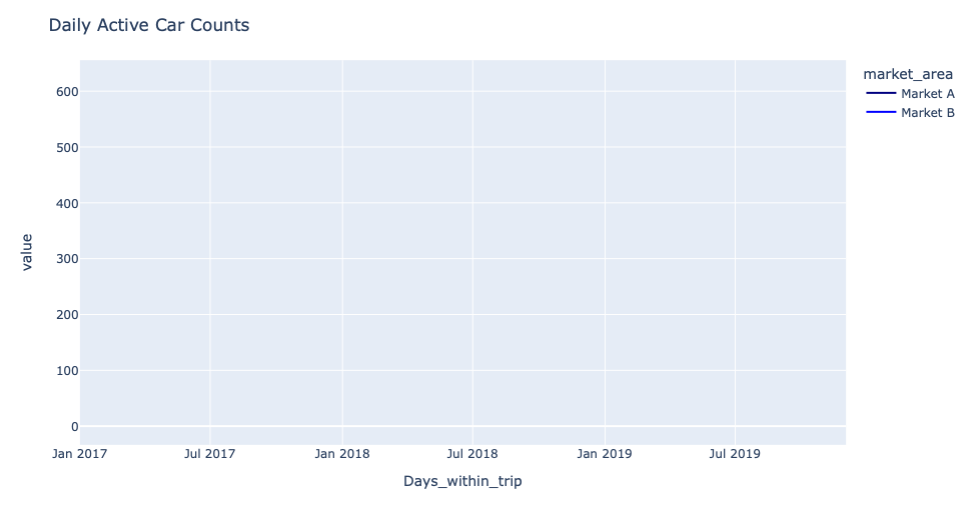 Daily Active Car Counts
market_area
Market A
Market B
600
500
400
300
200
100
0
value
Jan 2017 Jul 2017 Jan 2018 Jul 2018 Jan 2019 Jul 2019
Days_within_trip